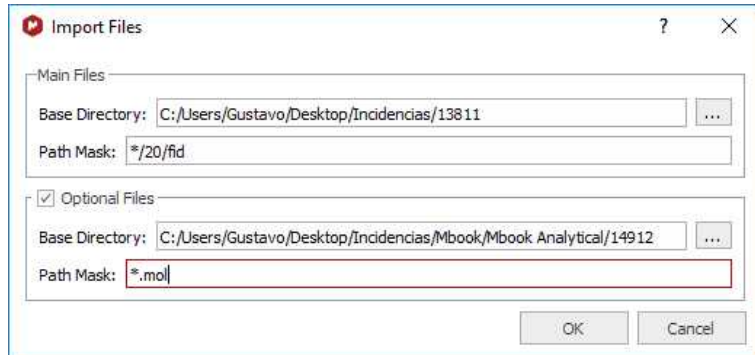 Import Files
?
Main Files
Base Directory: C:/Users/Gustavo/Desktop/Incidencias/13811 ...
Path Mask: */20/fid
Optional Files
Base Directory: C:/Users/Gustavo/Desktop/Incidencias/Mbook/Mbook Analytical/14912 ...
Path Mask: *.mol
OK Cancel